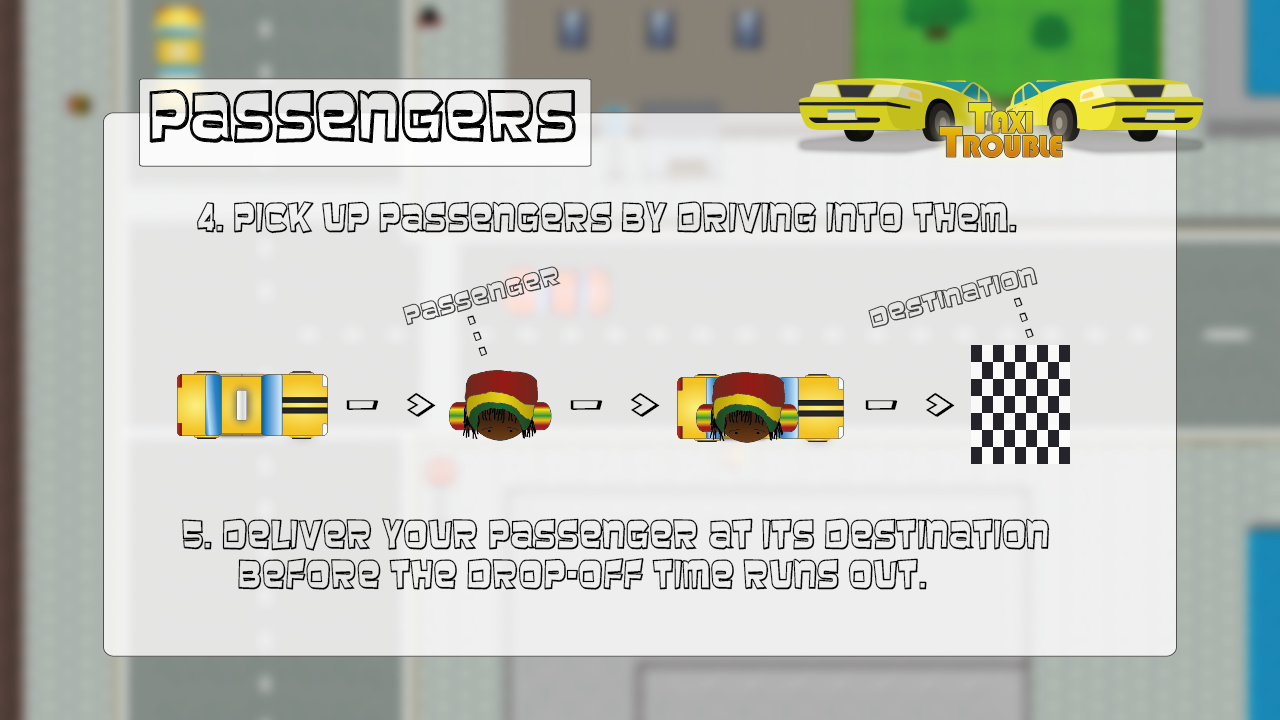 Passengers
Taxi
Trouble
4. Pick up passengers by driving into them.
Passenger
Destination
5. Deliver your passenger at its destination
before the drop-off time runs out.